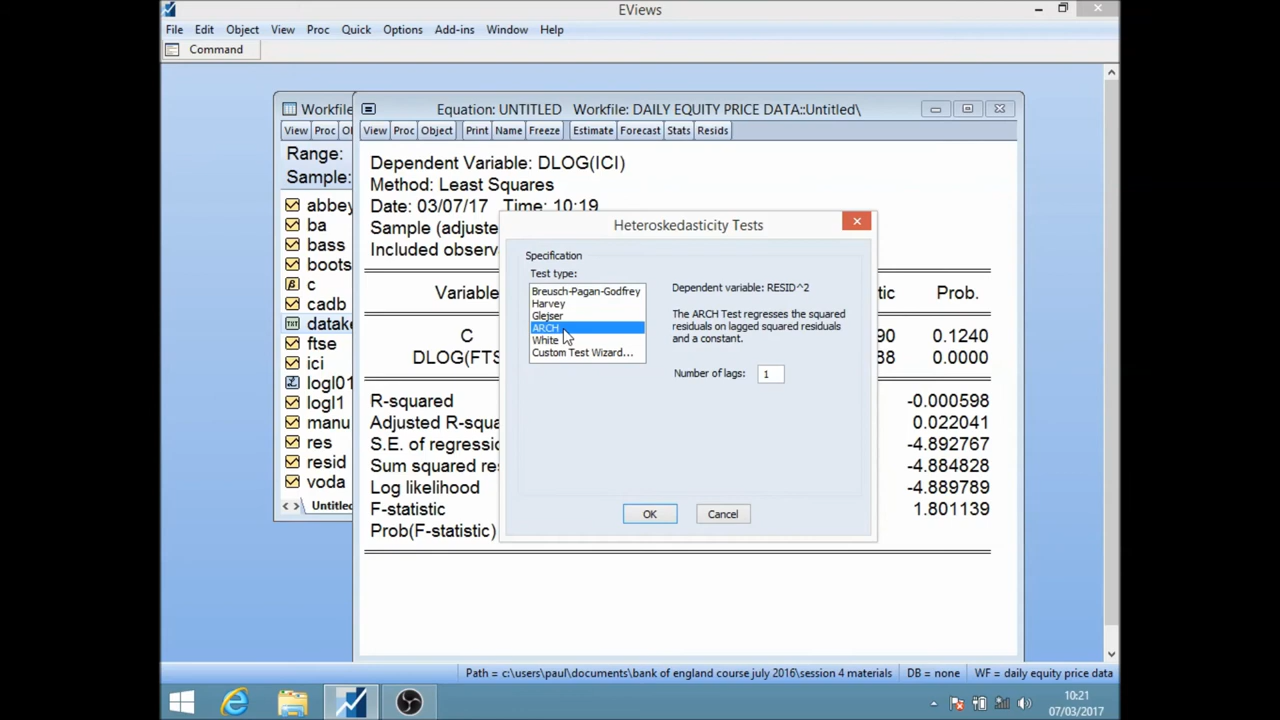 EViews
File Edit Object View Proc Quick Options Add-ins Window Help
Command
Workfile
Equation: UNTITLED Workfile: DAILY EQUITY PRICE DATA::Untitled\
View Proc
View Proc Object Print Name Freeze Estimate Forecast Stats Resids
Range:
Sample:
abbey
ba
bass
boots
c
cadb
ftse
ici
logl01
logl1
manu
res
resid
voda
Untitled
Dependent Variable: DLOG(ICI)
Method: Least Squares
Date: 03/07/17 Time: 10:19
Sample (adjuste
Included observ
Variable
tic Prob.
C
90 0.1240
DLOG(FTS
88 0.0000
R-squared -0.000598
Adjusted R-squa 0.022041
S.E. of regressio -4.892767
Sum squared res -4.884828
Log likelihood -4.889789
F-statistic 1.801139
Prob(F-statistic)
Heteroskedasticity Tests
Specification
Test type:
Breusch-Pagan-Godfrey
Harvey
Glejser
ARCH
White
Custom Test Wizard...
Dependent variable: RESID^2
The ARCH Test regresses the squared
residuals on lagged squared residuals
and a constant.
Number of lags: 1
OK Cancel
Path = c:\users\paul\documents\bank of england course july 2016\session 4 materials DB = none WF = daily equity price data
10:21
07/03/2017